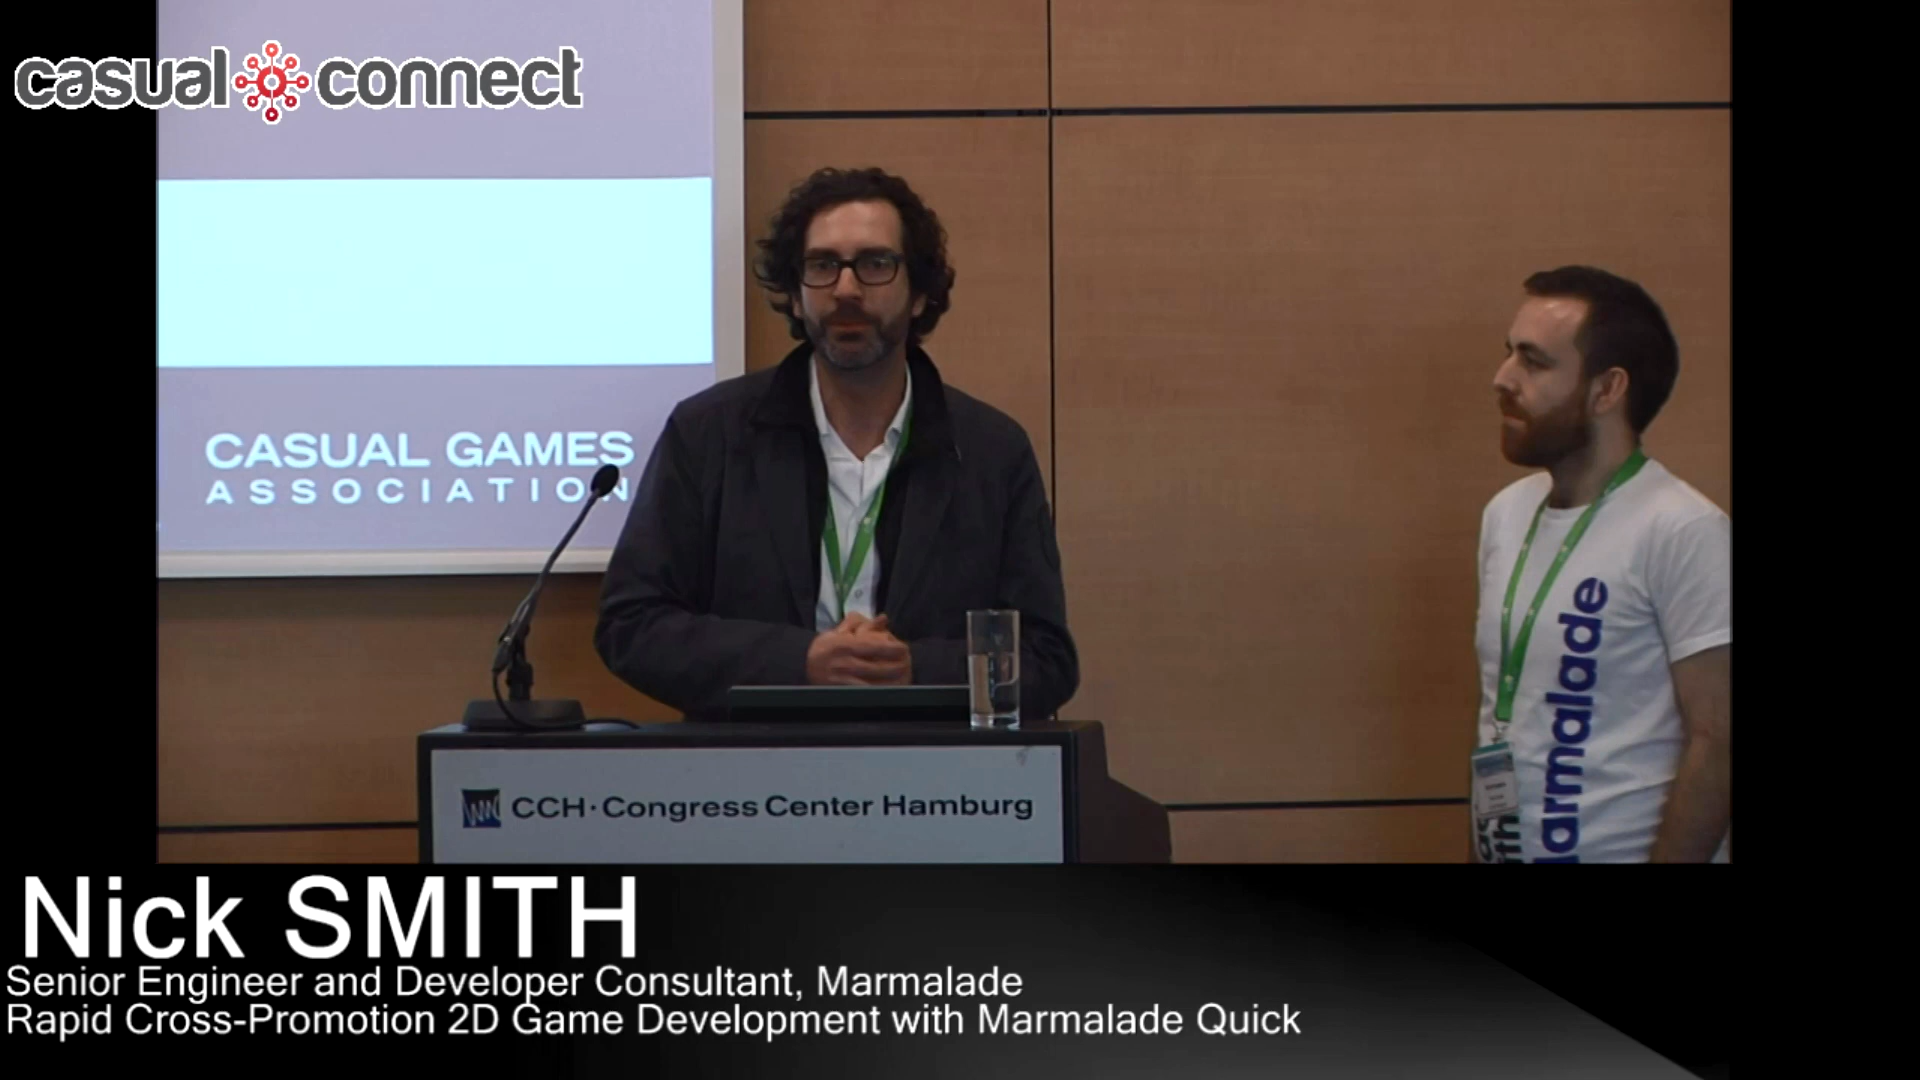 casual connect
CASUAL GAMES
ASSOCIATION
CCH·Congress Center Hamburg
armalade
Nick SMITH
Senior Engineer and Developer Consultant, Marmalade
Rapid Cross-Promotion 2D Game Development with Marmalade Quick